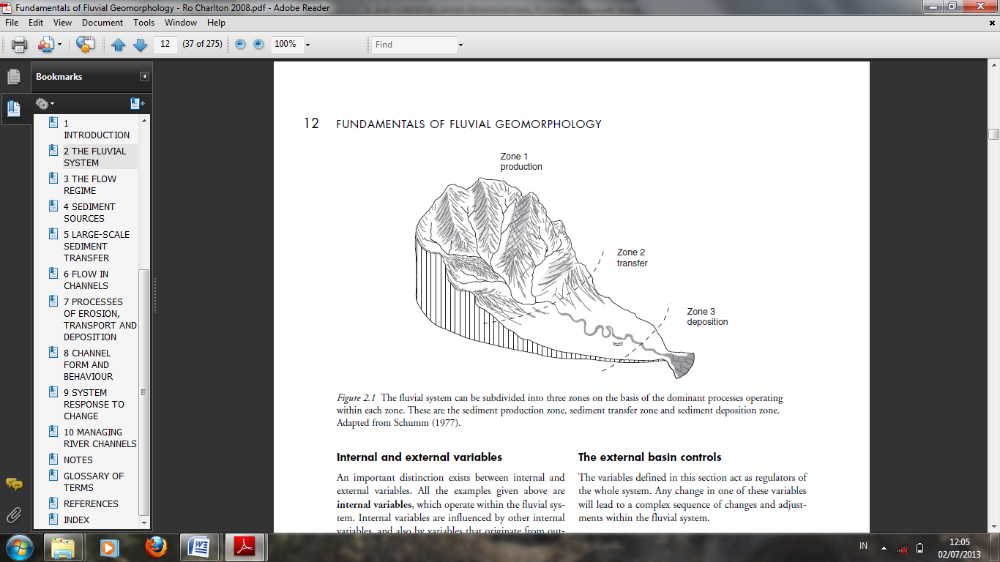 Fundamentals of Fluvial Geomorphology - Ro Charlton 2008.pdf - Adobe Reader
File Edit View Document Tools Window Help
12 (37 of 275) 100% Find
Bookmarks
1
INTRODUCTION
2 THE FLUVIAL
SYSTEM
3 THE FLOW
REGIME
4 SEDIMENT
SOURCES
5 LARGE-SCALE
SEDIMENT
TRANSFER
6 FLOW IN
CHANNELS
7 PROCESSES
OF EROSION,
TRANSPORT AND
DEPOSITION
8 CHANNEL
FORM AND
BEHAVIOUR
9 SYSTEM
RESPONSE TO
CHANGE
10 MANAGING
RIVER CHANNELS
NOTES
GLOSSARY OF
TERMS
REFERENCES
INDEX
12 FUNDAMENTALS OF FLUVIAL GEOMORPHOLOGY
Zone 1
production
Zone 2
transfer
Zone 3
deposition
Figure 2.1 The fluvial system can be subdivided into three zones on the basis of the dominant processes operating
within each zone. These are the sediment production zone, sediment transfer zone and sediment deposition zone.
Adapted from Schumm (1977).
Internal and external variables
An important distinction exists between internal and
external variables. All the examples given above are
internal variables, which operate within the fluvial sys-
tem. Internal variables are influenced by other internal
variables, and also by variables that originate from out-
The external basin controls
The variables defined in this section act as regulators of
the whole system. Any change in one of these variables
will lead to a complex sequence of changes and adjust-
ments within the fluvial system.
IN
12:05
02/07/2013